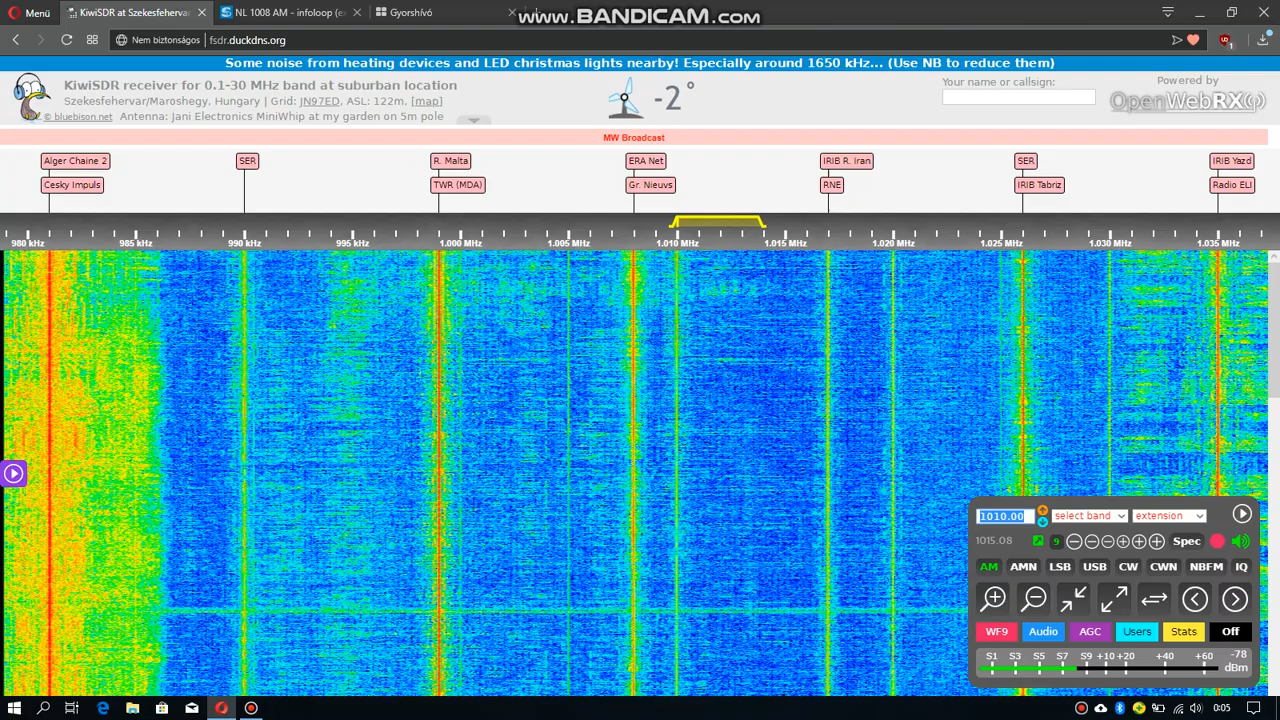 Menü
KiwiSDR at Szekesfehervar
NL 1008 AM - infoloop (ex
Gyorshívó
www.BANDICAM.com
Nem biztonságos
fsdr.duckdns.org
Some noise from heating devices and LED christmas lights nearby! Especially around 1650 kHz... (Use NB to reduce them)
KiwiSDR receiver for 0.1-30 MHz band at suburban location
Szekesfehervar/Maroshegy, Hungary | Grid: JN97ED, ASL: 122m, [map]
© bluebison.net
Antenna: Jani Electronics MiniWhip at my garden on 5m pole
-2°
Your name or callsign:
Powered by
OpenWebRX
MW Broadcast
Alger Chaine 2 SER R. Malta ERA Net IRIB R. Iran SER IRIB Yazd
Cesky Impuls TWR (MDA) Gr. Nieuvs RNE IRIB Tabriz Radio ELI
980 kHz 985 kHz 990 kHz 995 kHz 1.000 MHz 1.005 MHz 1.010 MHz 1.015 MHz 1.020 MHz 1.025 MHz 1.030 MHz 1.035 MHz
1010.00 select band extension
1015.08 9 Spec
AM AMN LSB USB CW CWN NBFM IQ
WF9 Audio AGC Users Stats Off
S1 S3 S5 S7 S9 +10 +20 +40 +60 -78
dBm
0:05